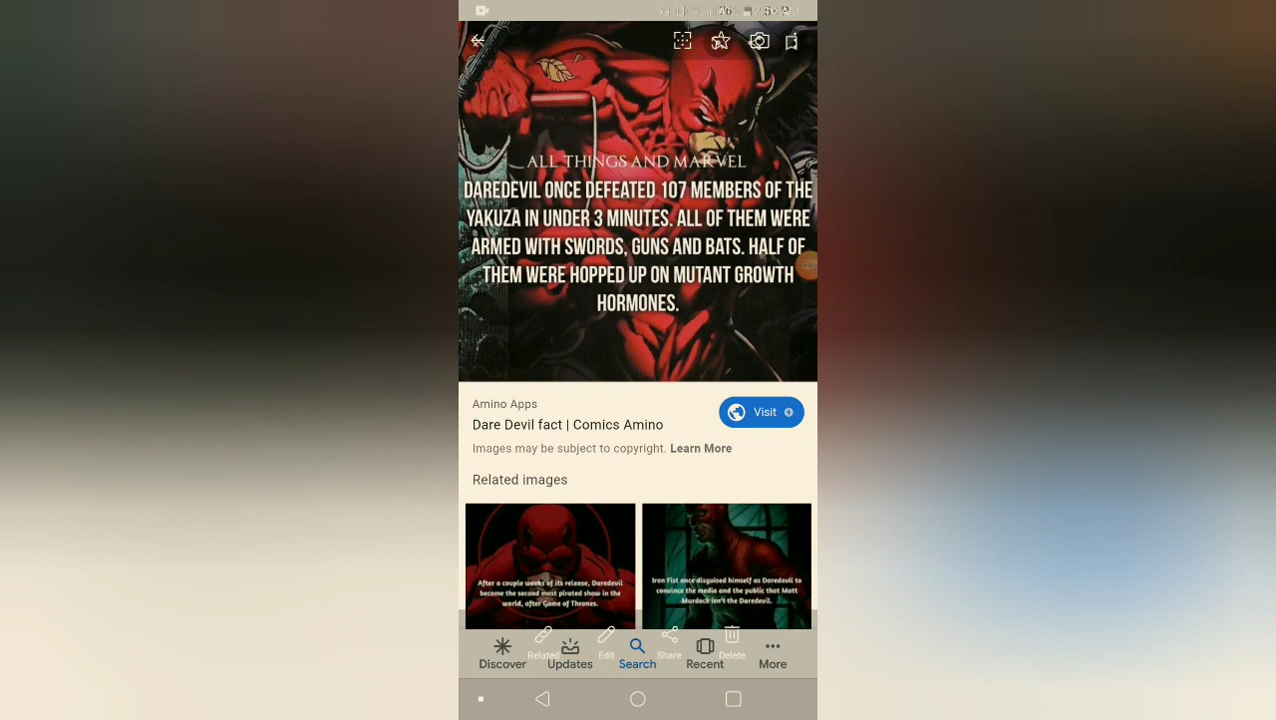 ALL THINGS AND MARVEL
DAREDEVIL ONCE DEFEATED 107 MEMBERS OF THE
YAKUZA IN UNDER 3 MINUTES. ALL OF THEM WERE
ARMED WITH SWORDS, GUNS AND BATS. HALF OF
THEM WERE HOPPED UP ON MUTANT GROWTH
HORMONES.
Amino Apps
Visit
Dare Devil fact | Comics Amino
Images may be subject to copyright. Learn More
Related images
After a couple weeks of its release, Daredevil
became the second most pirated show in the
world, after Game of Thrones.
Iron Fist once disguised himself as Daredevil to
convince the media and the public that Matt
Murdock isn't the Daredevil.
Related Edit Share Delete
Discover Updates Search Recent More